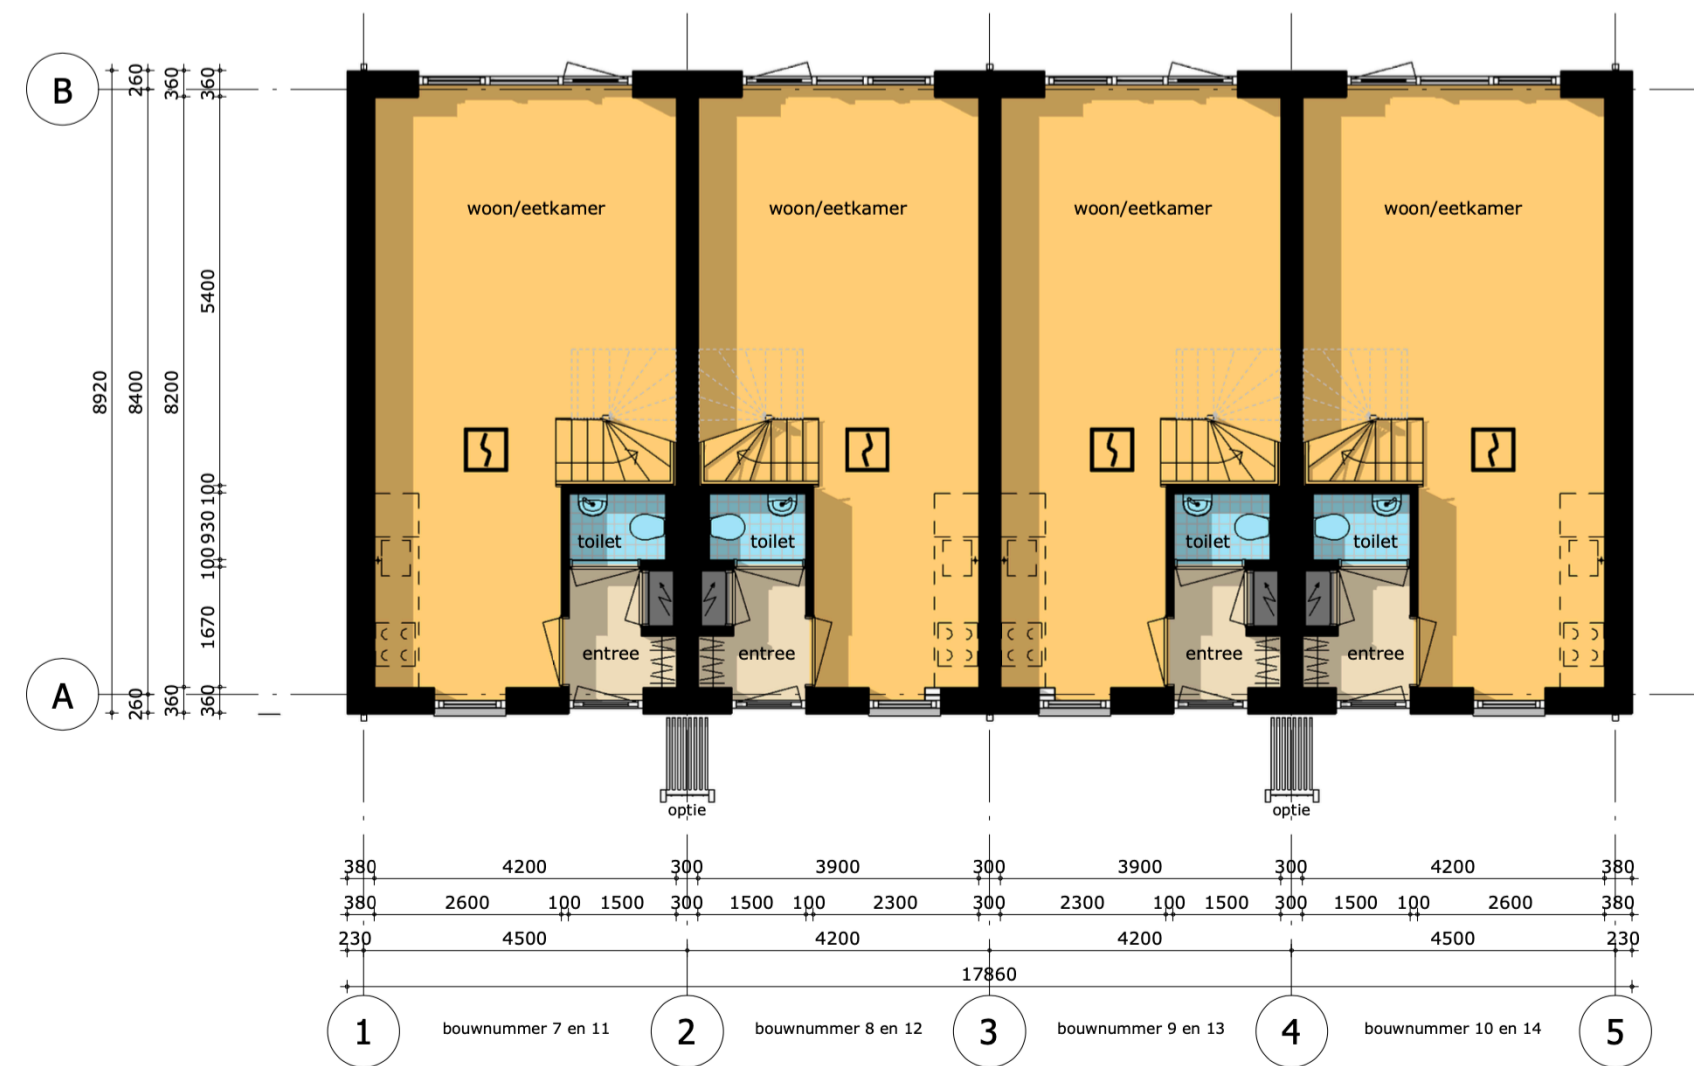 B
260
360
360
woon/eetkamer
woon/eetkamer
woon/eetkamer
woon/eetkamer
5400
8920
8400
8200
100
930
100
toilet
toilet
toilet
toilet
1670
entree
entree
entree
entree
A
260
360
360
optie
optie
380 4200 300 3900 300 3900 300 4200 380
380 2600 100 1500 300 1500 100 2300 300 2300 100 1500 300 1500 100 2600 380
230 4500 4200 4200 4500 230
17860
1 bouwnummer 7 en 11 2 bouwnummer 8 en 12 3 bouwnummer 9 en 13 4 bouwnummer 10 en 14 5